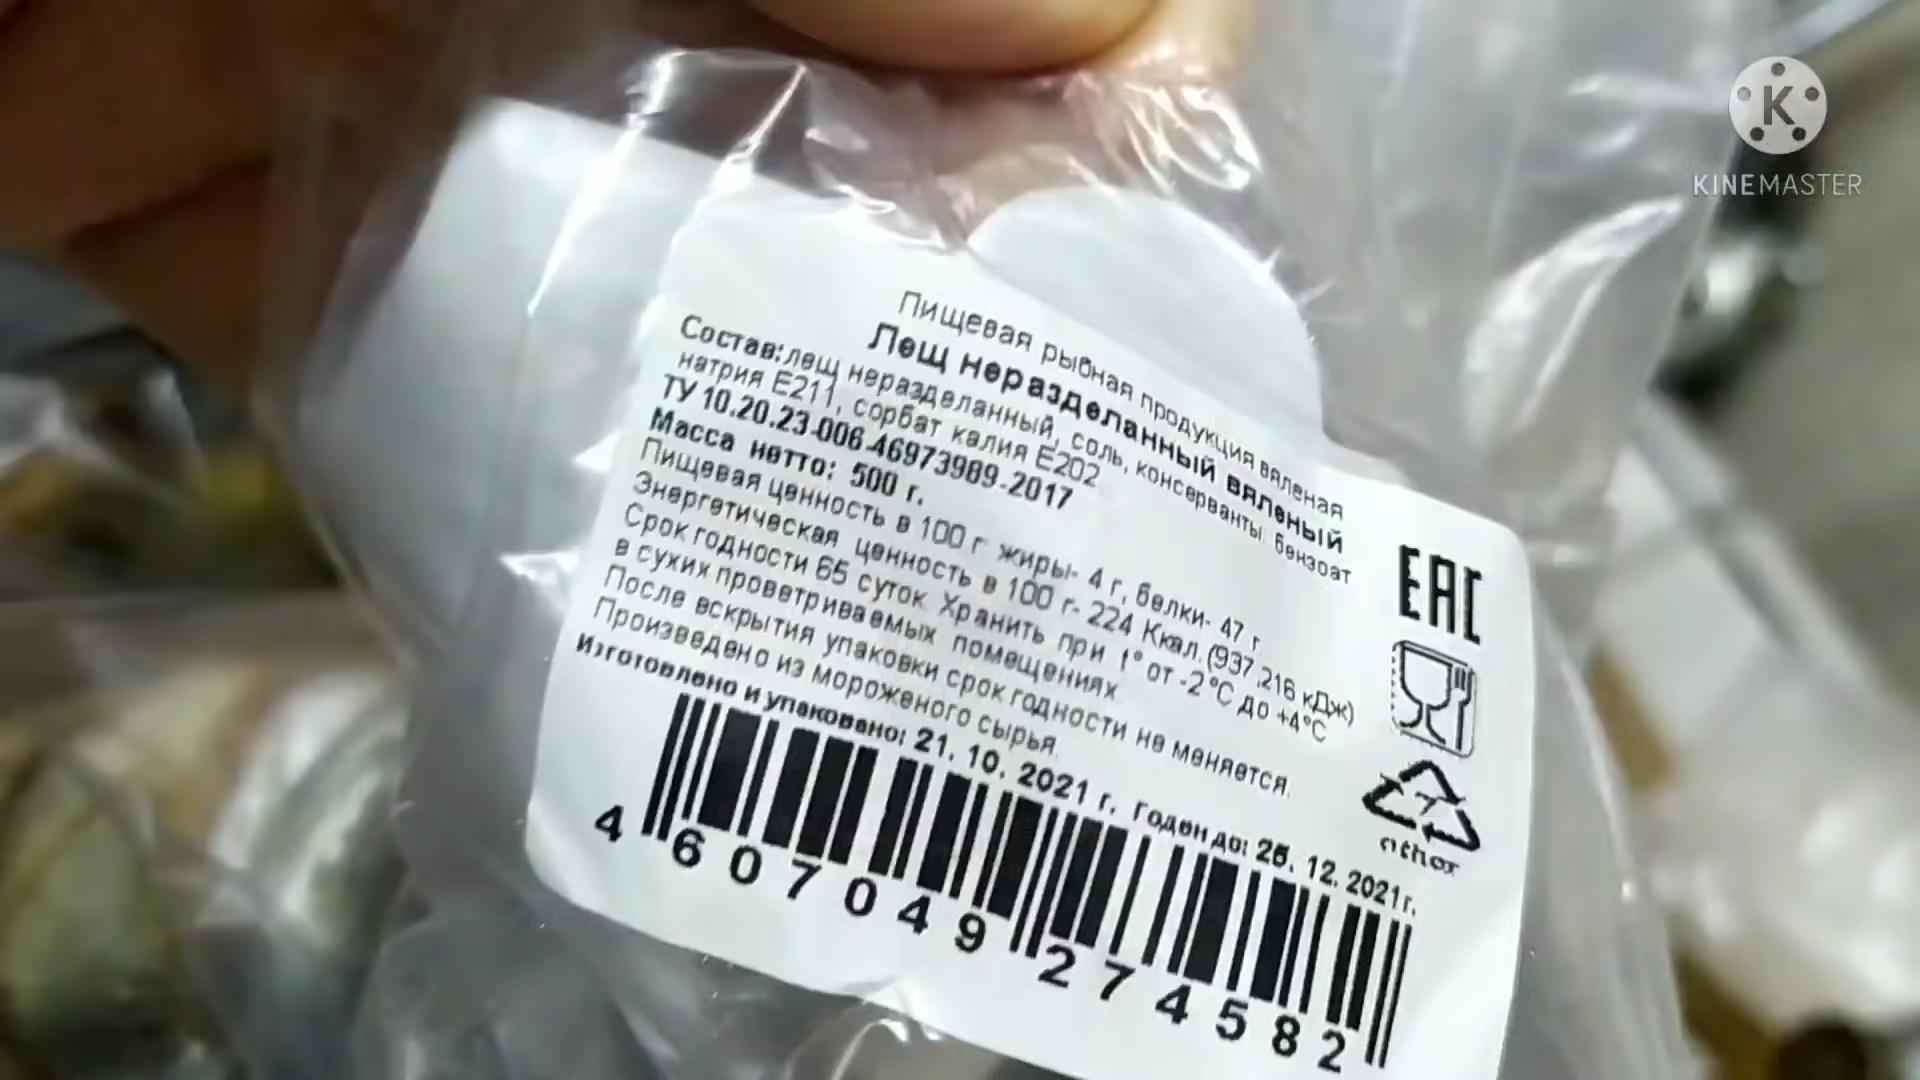 KINEMASTER
Пищевая рыбная продукция вяленая
Лещ неразделанный вяленый
Состав: лещ неразделанный, соль, консерванты: бензоат
натрия Е211, сорбат калия Е202
ТУ 10.20.23-006-46973989-2017
Масса нетто: 500 г.
Пищевая ценность в 100 г жиры- 4 г, белки- 47 г.
Энергетическая ценность в 100 г- 224 Ккал. (937,216 кДж)
Срок годности 65 суток. Хранить при t° от -2°С до +4°С
в сухих проветриваемых помещениях.
После вскрытия упаковки срок годности не меняется.
Произведено из мороженого сырья.
Изготовлено и упаковано: 21. 10. 2021 г. Годен до: 25. 12. 2021г.
4 607049 274582
EAC
7
other